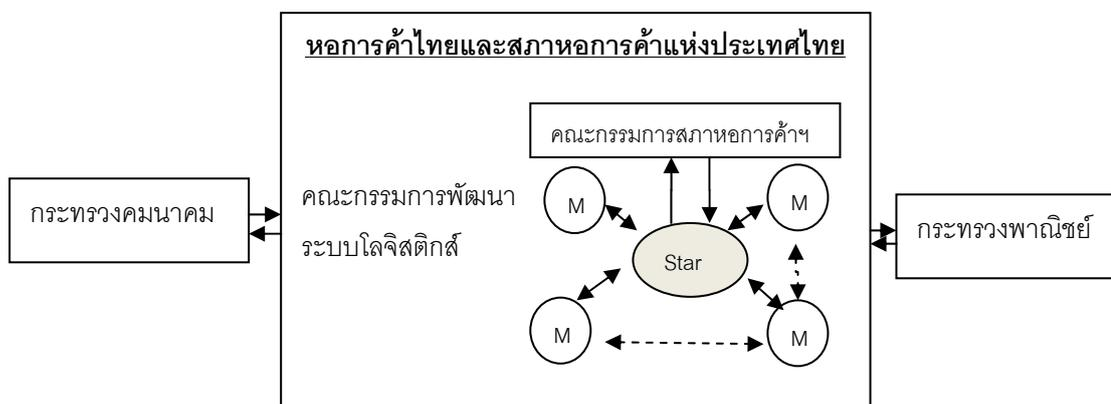 หอการค้าไทยและสภาหอการค้าแห่งประเทศไทย
คณะกรรมการสภาหอการค้าฯ
กระทรวงคมนาคม
คณะกรรมการพัฒนา
ระบบโลจิสติกส์
M
M
Star
M
M
กระทรวงพาณิชย์